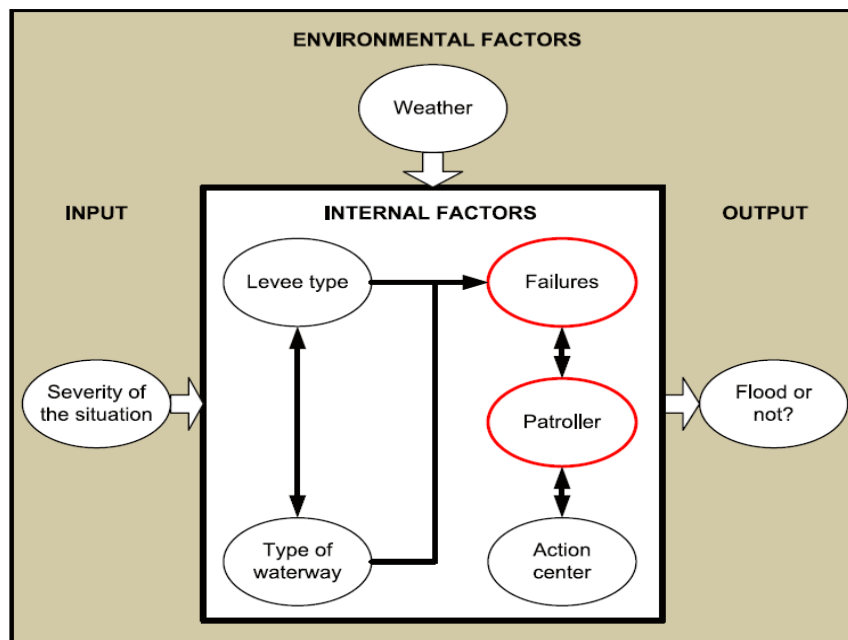 ENVIRONMENTAL FACTORS
Weather
INPUT
INTERNAL FACTORS
OUTPUT
Levee type
Failures
Severity of
the situation
Patroller
Flood or
not?
Type of
waterway
Action
center